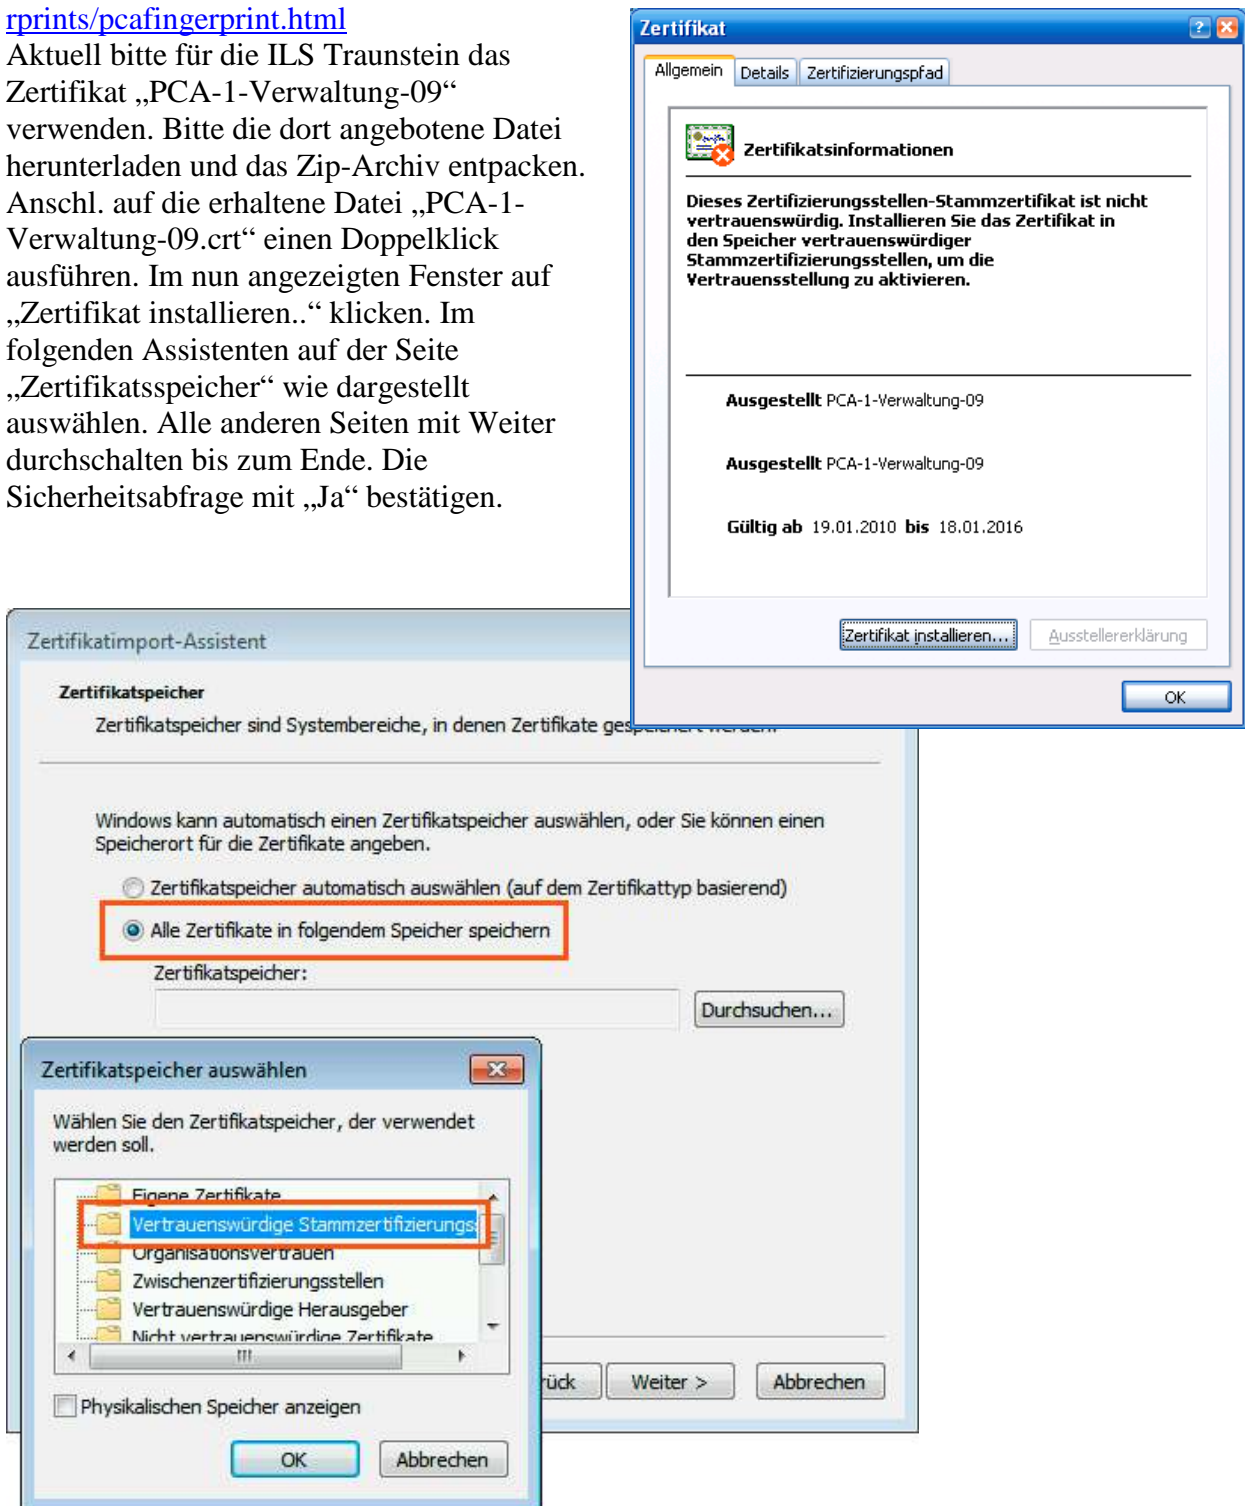 rprints/pcafingerprint.html
Aktuell bitte für die ILS Traunstein das
Zertifikat „PCA-1-Verwaltung-09“
verwenden. Bitte die dort angebotene Datei
herunterladen und das Zip-Archiv entpacken.
Anschl. auf die erhaltene Datei „PCA-1-
Verwaltung-09.crt“ einen Doppelklick
ausführen. Im nun angezeigten Fenster auf
„Zertifikat installieren..“ klicken. Im
folgenden Assistenten auf der Seite
„Zertifikatsspeicher“ wie dargestellt
auswählen. Alle anderen Seiten mit Weiter
durchschalten bis zum Ende. Die
Sicherheitsabfrage mit „Ja“ bestätigen.
Zertifikat
Allgemein Details Zertifizierungspfad
Zertifikatsinformationen
Dieses Zertifizierungsstellen-Stammzertifikat ist nicht
vertrauenswürdig. Installieren Sie das Zertifikat in
den Speicher vertrauenswürdiger
Stammzertifizierungsstellen, um die
Vertrauensstellung zu aktivieren.
Ausgestellt PCA-1-Verwaltung-09
Ausgestellt PCA-1-Verwaltung-09
Gültig ab 19.01.2010 bis 18.01.2016
Zertifikat installieren... Ausstellererklärung
OK
Zertifikatimport-Assistent
Zertifikatspeicher
Zertifikatspeicher sind Systembereiche, in denen Zertifikate gespeichert werden.
Windows kann automatisch einen Zertifikatspeicher auswählen, oder Sie können einen
Speicherort für die Zertifikate angeben.
Zertifikatspeicher automatisch auswählen (auf dem Zertifikattyp basierend)
Alle Zertifikate in folgendem Speicher speichern
Zertifikatspeicher:
Durchsuchen...
Zertifikatspeicher auswählen
Wählen Sie den Zertifikatspeicher, der verwendet
werden soll.
Eigene Zertifikate
Vertrauenswürdige Stammzertifizierungs
Organisationsvertrauen
Zwischenzertifizierungsstellen
Vertrauenswürdige Herausgeber
Nicht vertrauenswürdige Zertifikate
Physikalischen Speicher anzeigen
OK Abbrechen
rück Weiter > Abbrechen